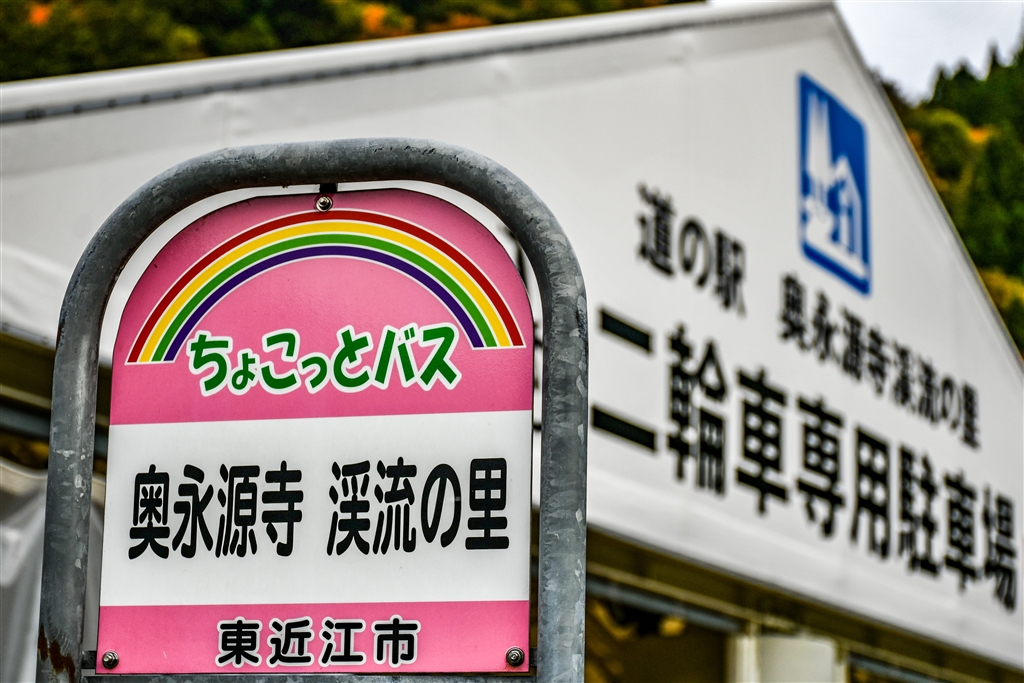 ちょこっとバス
奥永源寺 渓流の里
東近江市
道の駅 奥永源寺渓流の里
二輪車専用駐車場